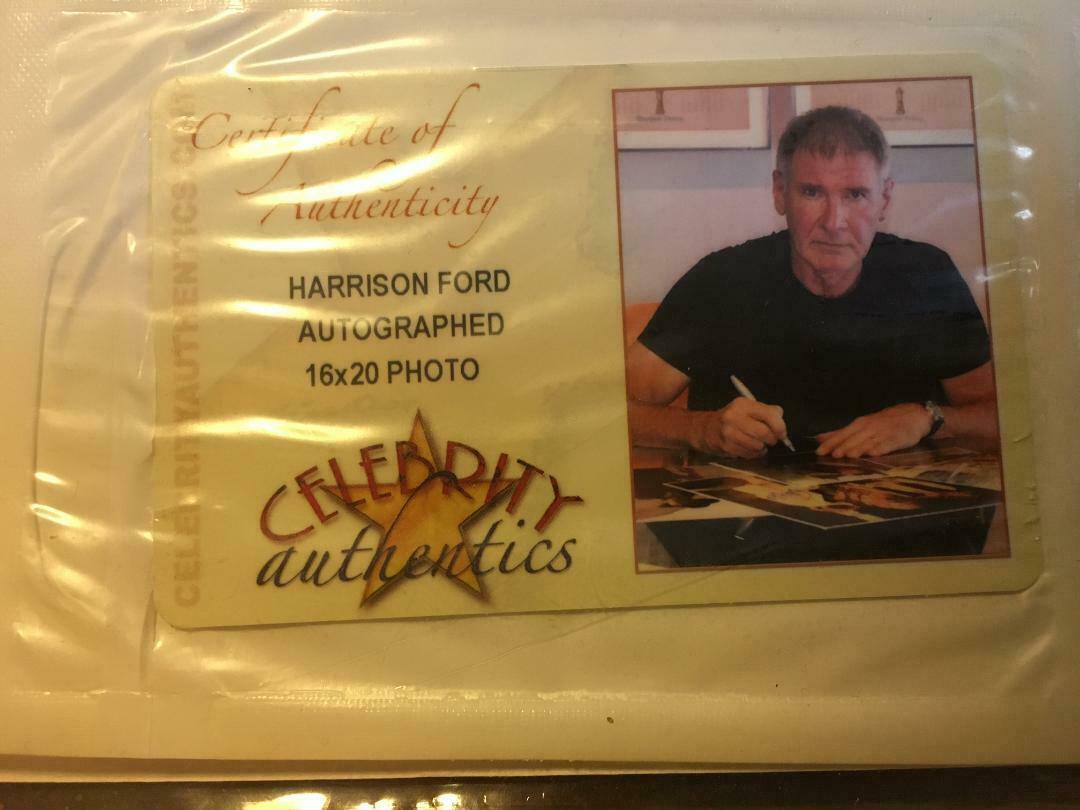 Certificate of
Authenticity
HARRISON FORD
AUTOGRAPHED
16x20 PHOTO
CELEBRITY
authentics
CELEBRITYAUTHENTICS.COM